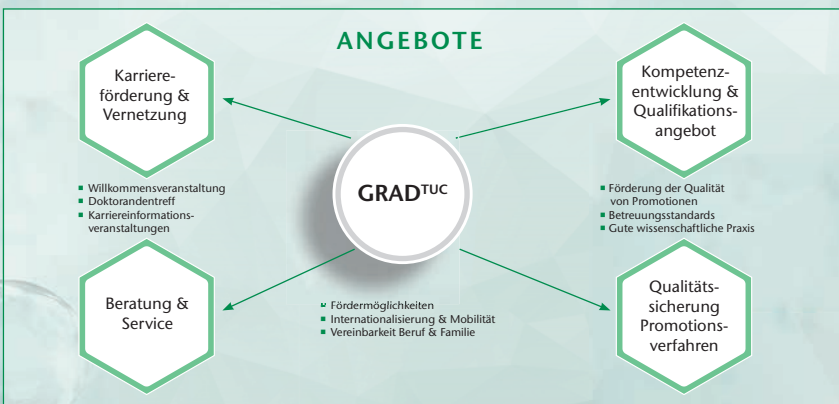 ANGEBOTE
Karriere-
förderung &
Vernetzung
Kompetenz-
entwicklung &
Qualifikations-
angebot
GRADTUC
Willkommensveranstaltung
Doktorandentreff
Karriereinformations-
veranstaltungen
Förderung der Qualität
von Promotionen
Betreuungsstandards
Gute wissenschaftliche Praxis
Beratung &
Service
Fördermöglichkeiten
Internationalisierung & Mobilität
Vereinbarkeit Beruf & Familie
Qualitäts-
sicherung
Promotions-
verfahren